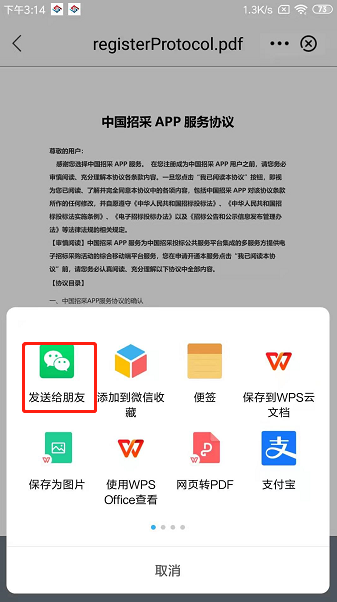 下午3:14
1.3K/s
73
registerProtocol.pdf
中国招采 APP 服务协议
尊敬的用户:
感谢您选择中国招采 APP 服务。 在您注册成为中国招采 APP 用户之前,请您务必
审慎阅读、充分理解本协议各条款内容。一旦您点击“我已阅读本协议”按钮,即视
为您已阅读、了解并完全同意本协议中的各项内容,包括中国招采 APP 对该协议条款
所作的任何修改,并自愿遵守《中华人民共和国招标投标法》、《中华人民共和国招
标投标法实施条例》、《电子招标投标办法》以及《招标公告和公示信息发布管理办
法》等法律法规的相关规定。
【审慎阅读】中国招采 APP 服务为中国招采投标公共服务平台集成的多服务方提供电
子招标采购活动的综合移动端平台服务,您在申请开通本服务点击“我已阅读本协
议”前,请您务必认真阅读、充分理解以下协议中全部内容。
【协议目录】
一、中国招采APP服务协议的确认
发送给朋友
添加到微信收
藏
便签
保存到WPS云
文档
保存为图片
使用WPS
Office查看
网页转PDF
支付宝
取消